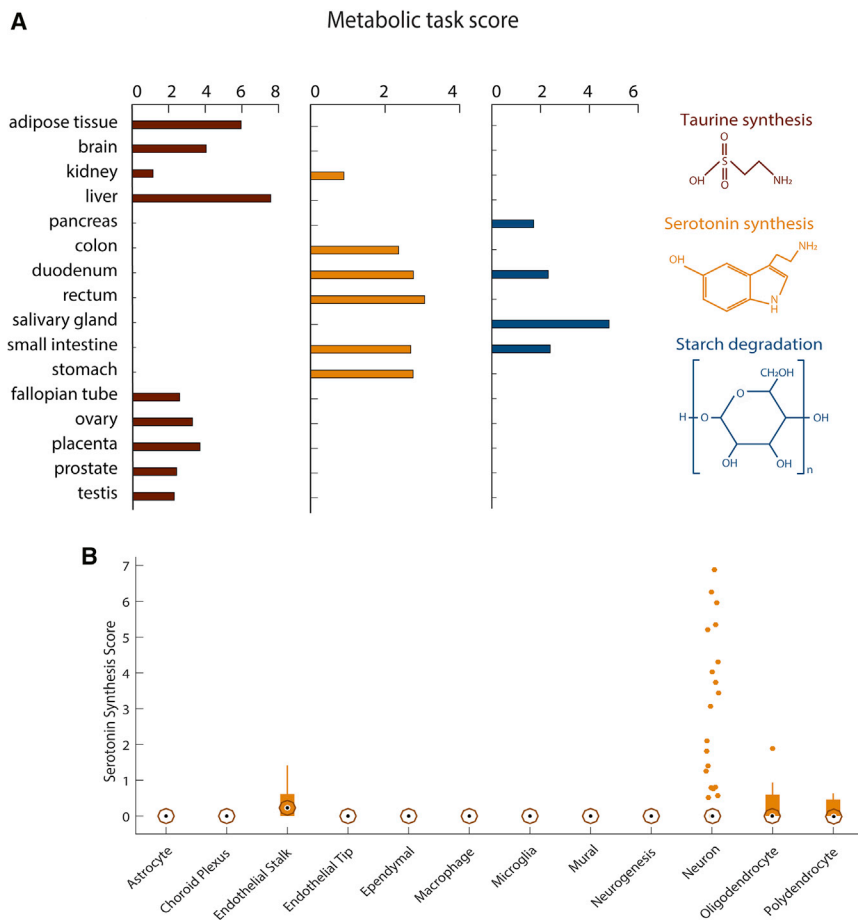 A
Metabolic task score
0 2 4 6 8
0 2 4
0 2 4 6
adipose tissue
brain
kidney
liver
pancreas
colon
duodenum
rectum
salivary gland
small intestine
stomach
fallopian tube
ovary
placenta
prostate
testis
Taurine synthesis
O
S
OH
O
NH₂
Serotonin synthesis
NH₂
OH
N
H
Starch degradation
CH₂OH
O
H O OH
OH OH
n
B
Serotonin Synthesis Score
7
6
5
4
3
2
1
0
Astrocyte
Choroid Plexus
Endothelial Stalk
Endothelial Tip
Ependymal
Macrophage
Microglia
Mural
Neurogenesis
Neuron
Oligodendrocyte
Polydendrocyte